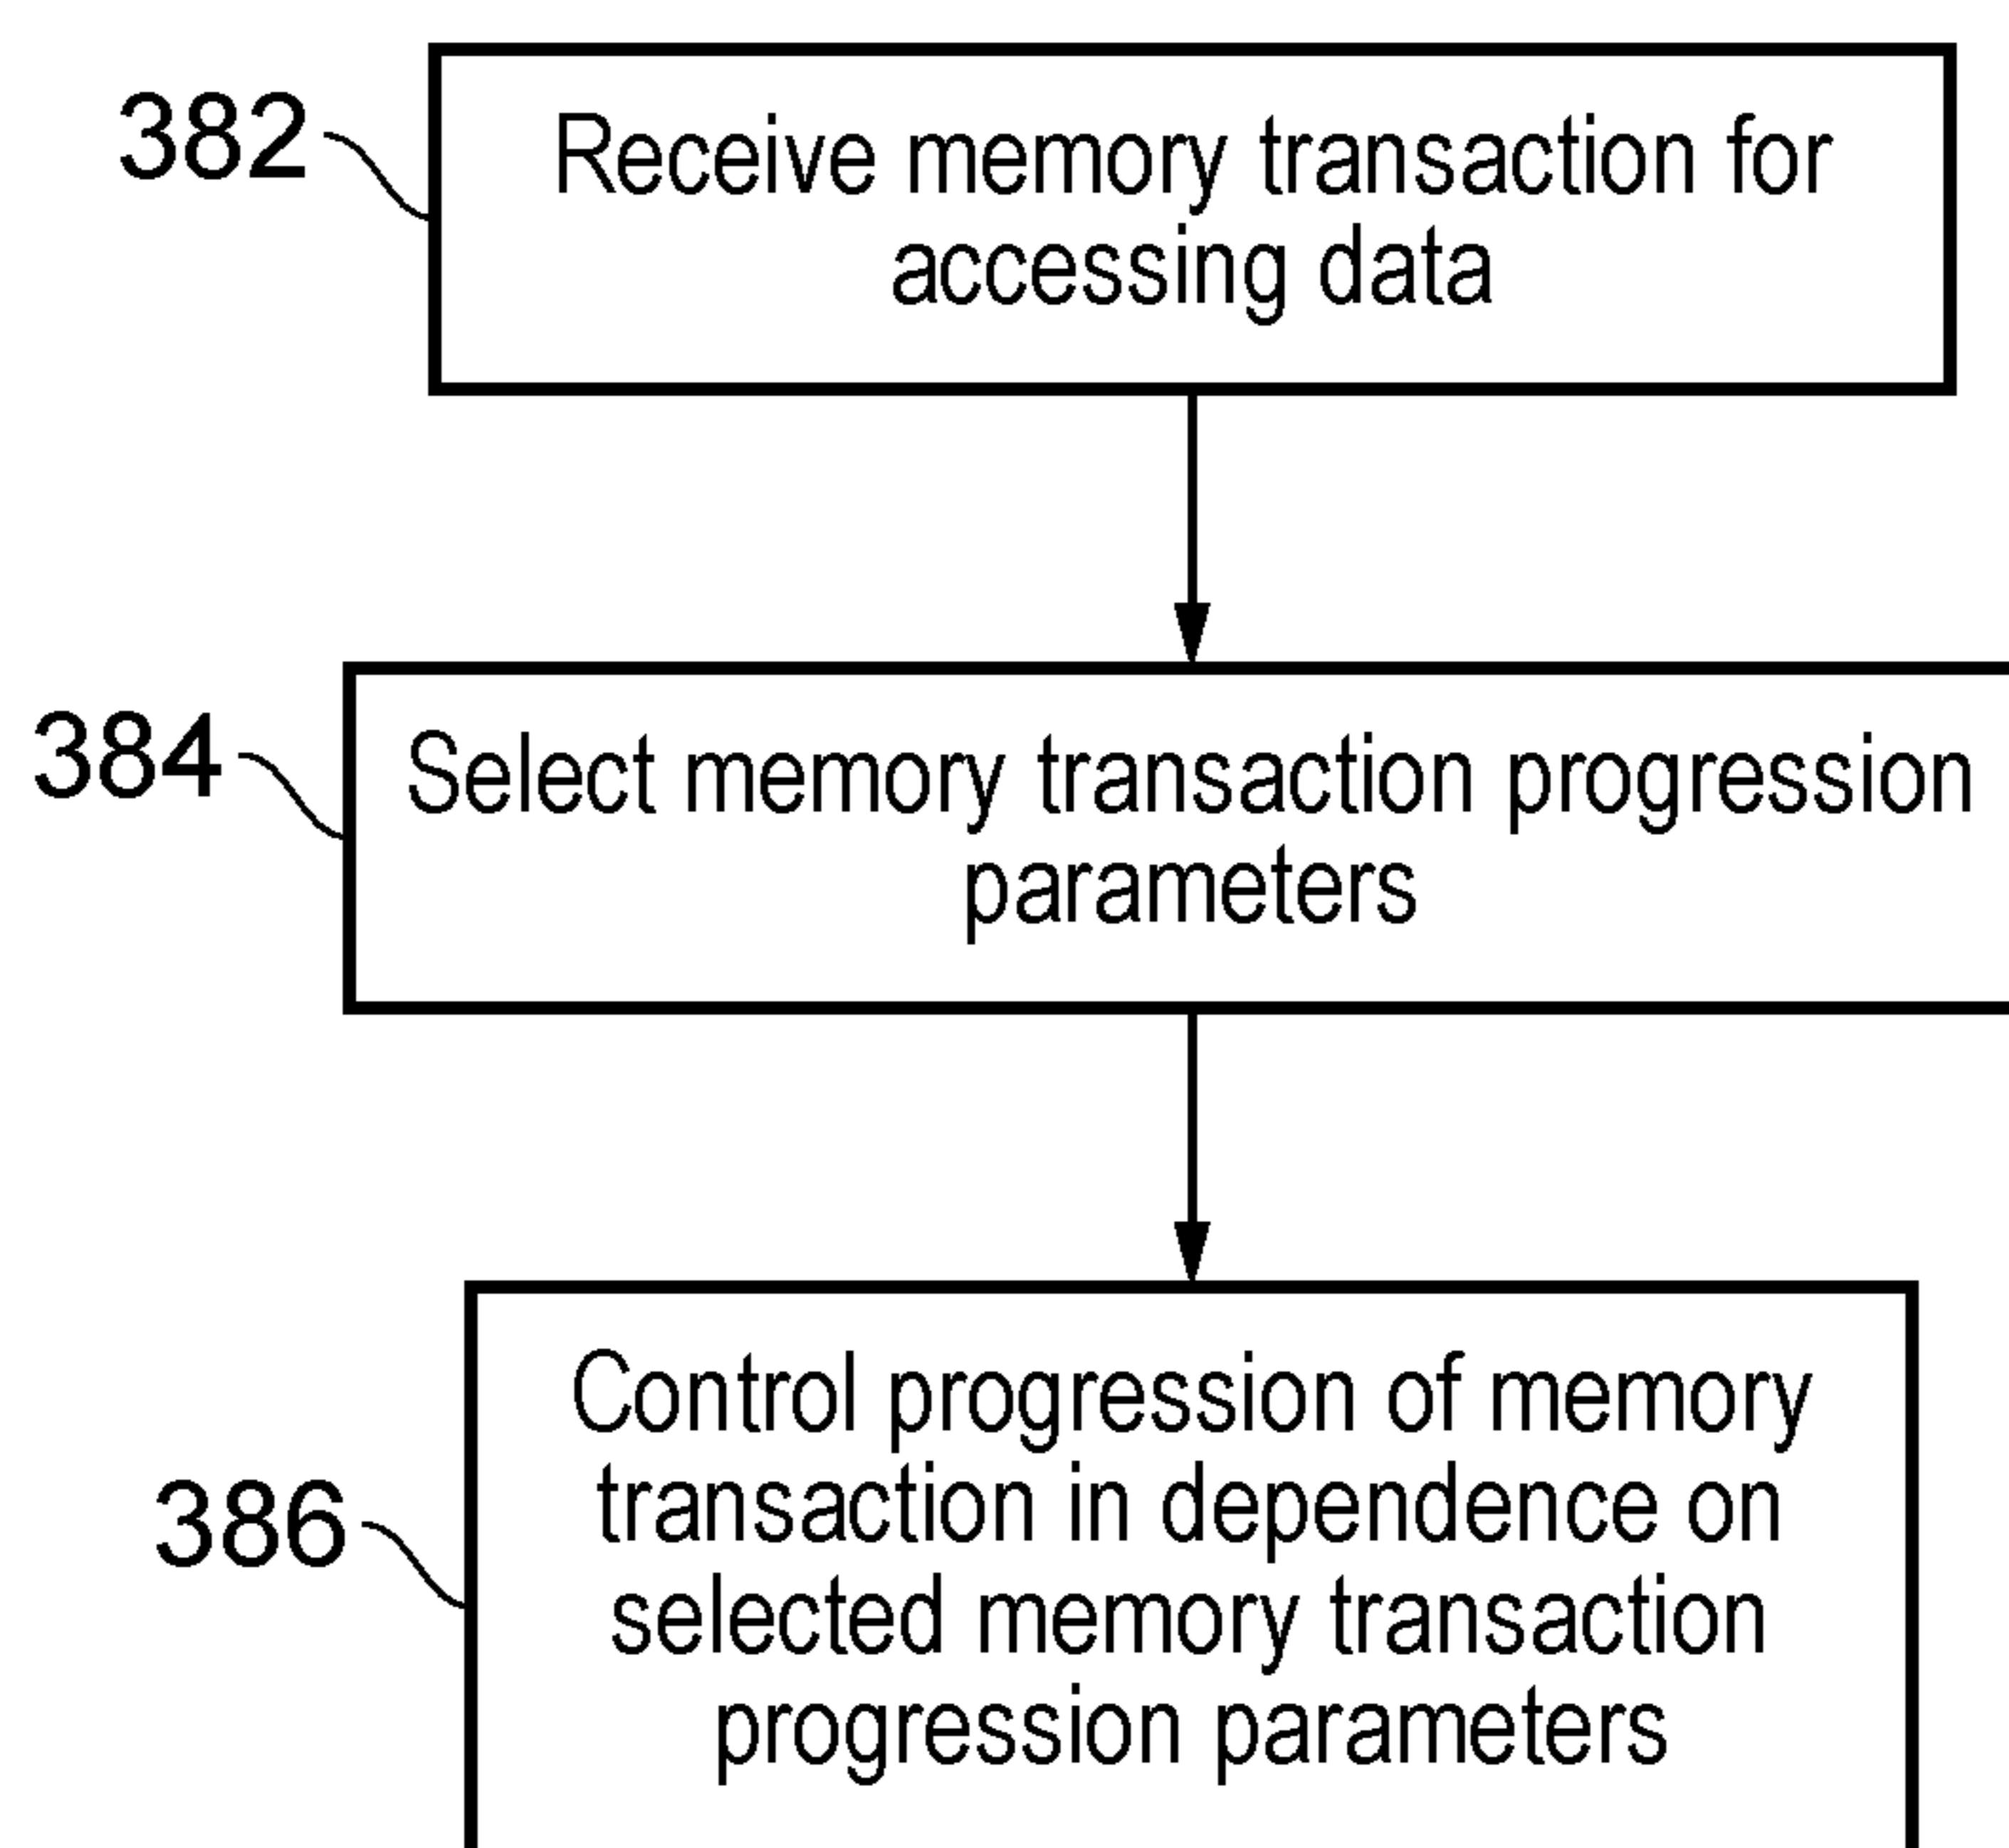 382
Receive memory transaction for
accessing data
384
Select memory transaction progression
parameters
386
Control progression of memory
transaction in dependence on
selected memory transaction
progression parameters